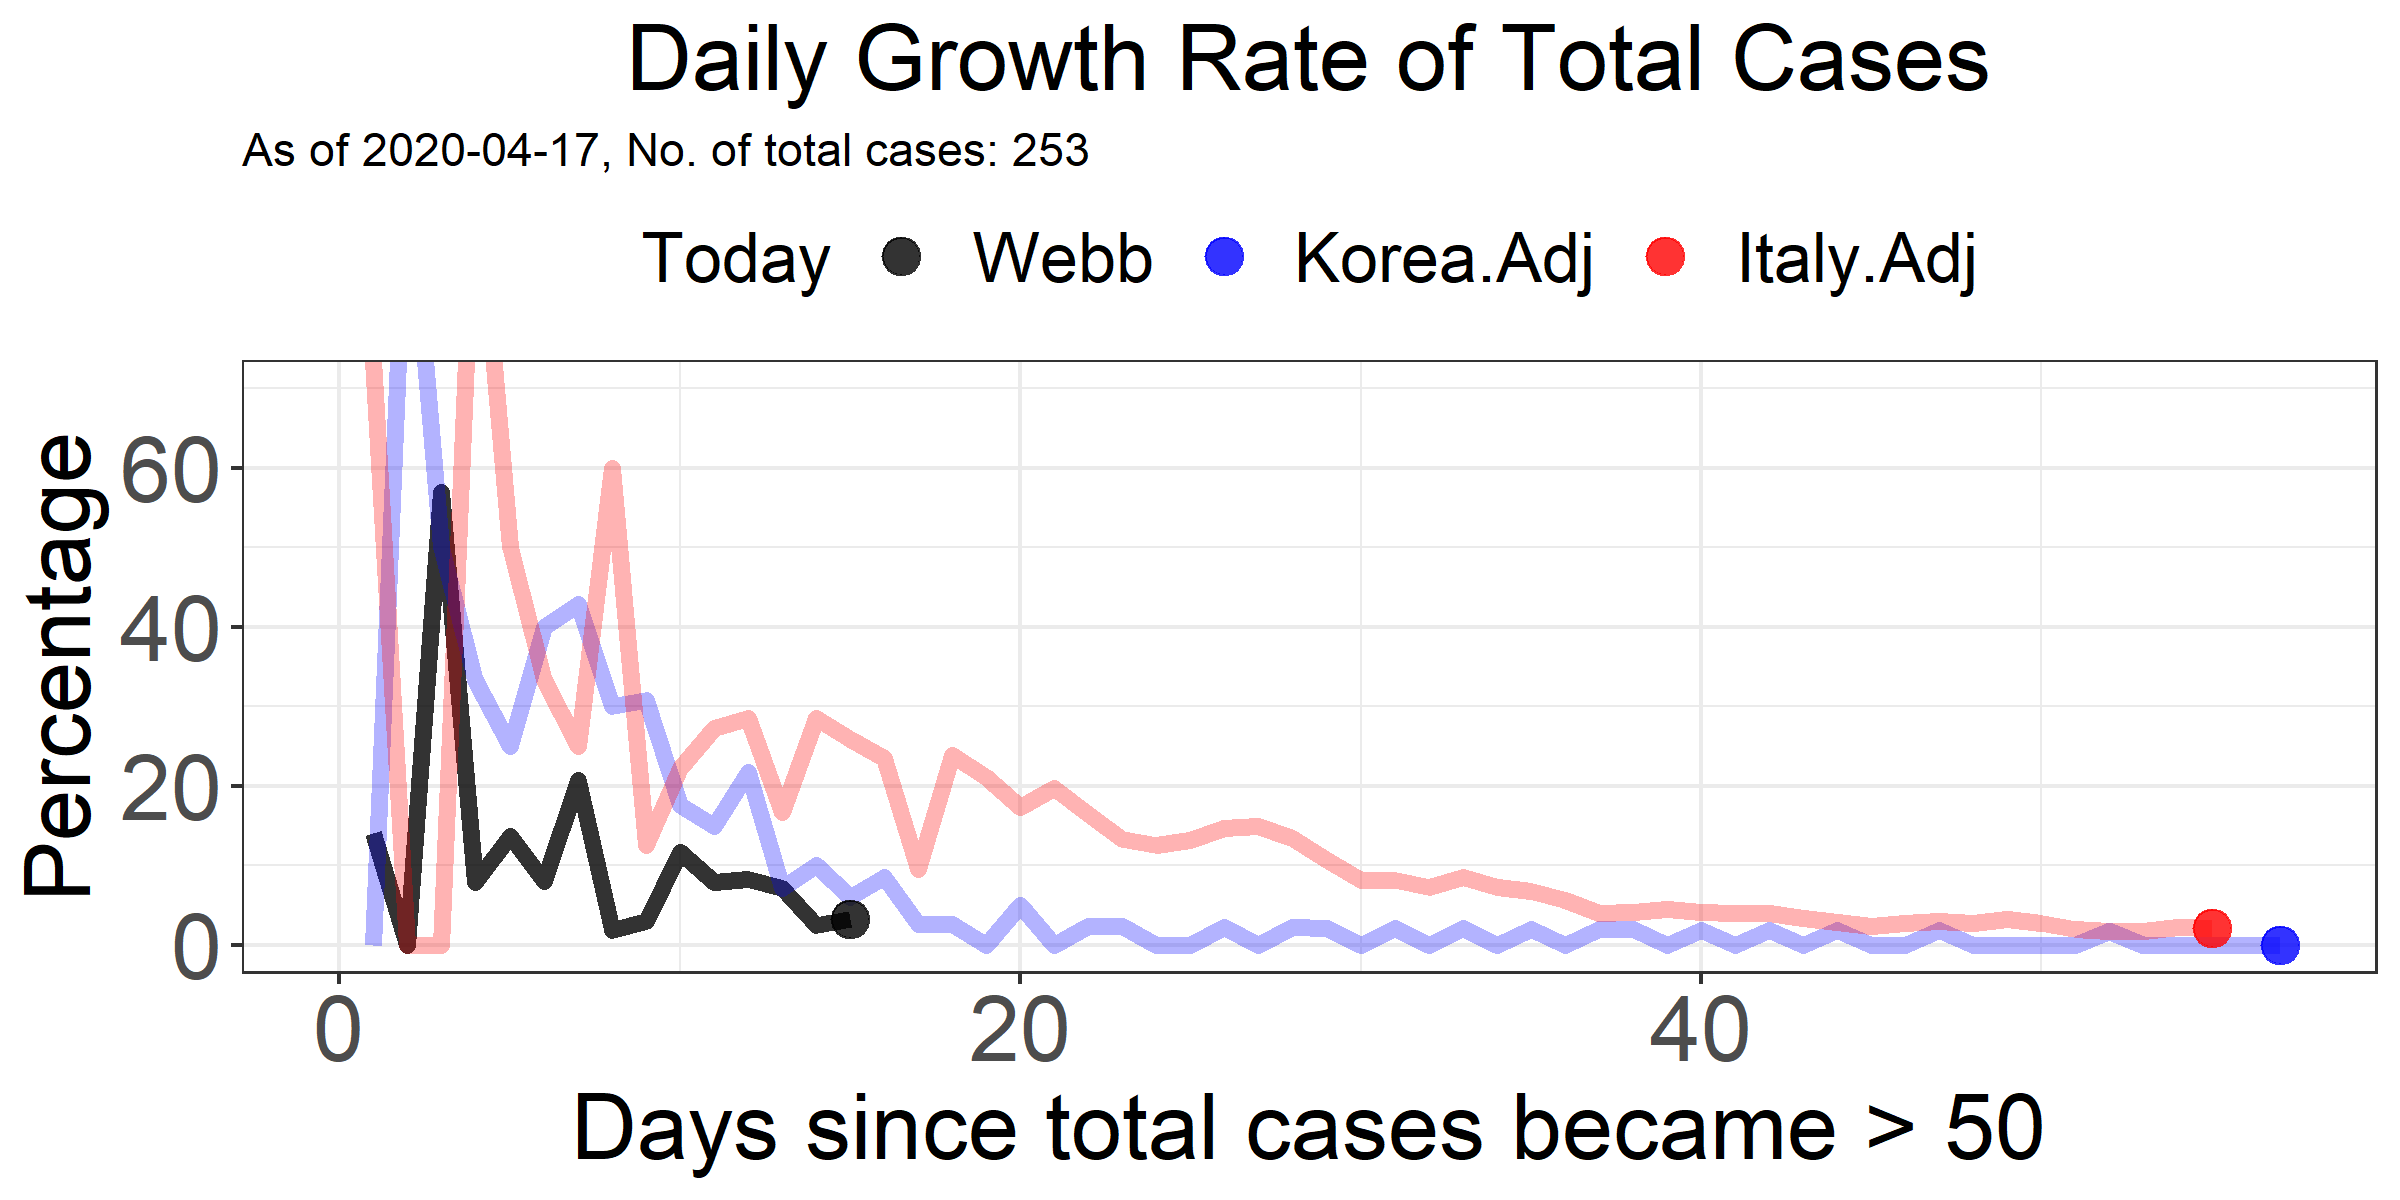 Daily Growth Rate of Total Cases
As of 2020-04-17, No. of total cases: 253
Today Webb Korea.Adj Italy.Adj
Percentage
60
40
20
0
0 20 40
Days since total cases became > 50